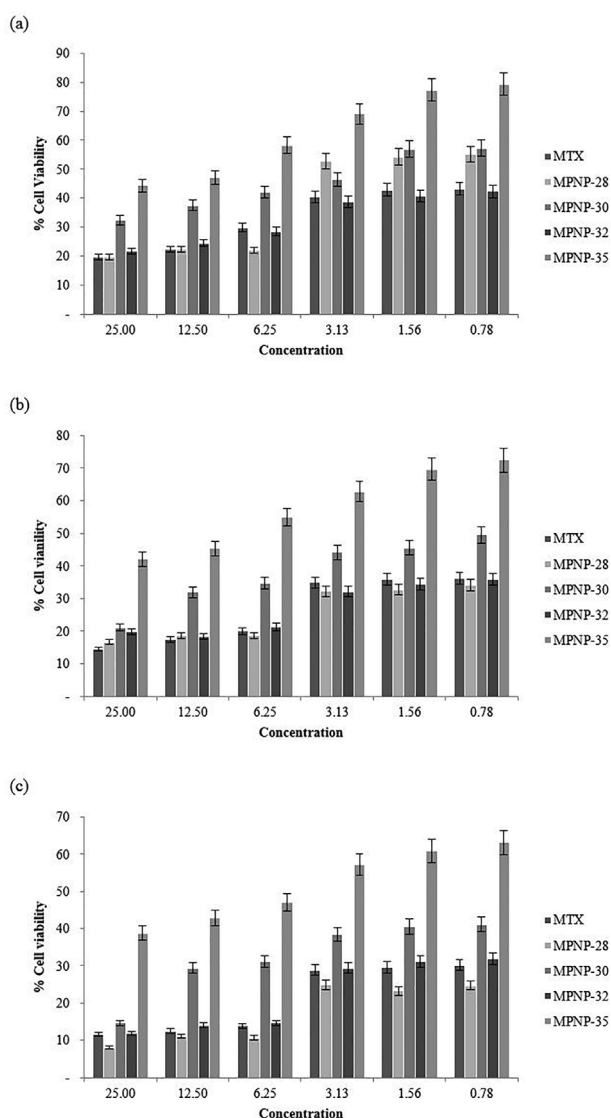 (a)
90
80
70
60
50
40
30
20
10
-
% Cell Viability
25.00 12.50 6.25 3.13 1.56 0.78
Concentration
MTX
MPNP-28
MPNP-30
MPNP-32
MPNP-35
(b)
80
70
60
50
40
30
20
10
-
% Cell vianility
25.00 12.50 6.25 3.13 1.56 0.78
Concentration
MTX
MPNP-28
MPNP-30
MPNP-32
MPNP-35
(c)
70
60
50
40
30
20
10
-
% Cell viability
25.00 12.50 6.25 3.13 1.56 0.78
Concentration
MTX
MPNP-28
MPNP-30
MPNP-32
MPNP-35